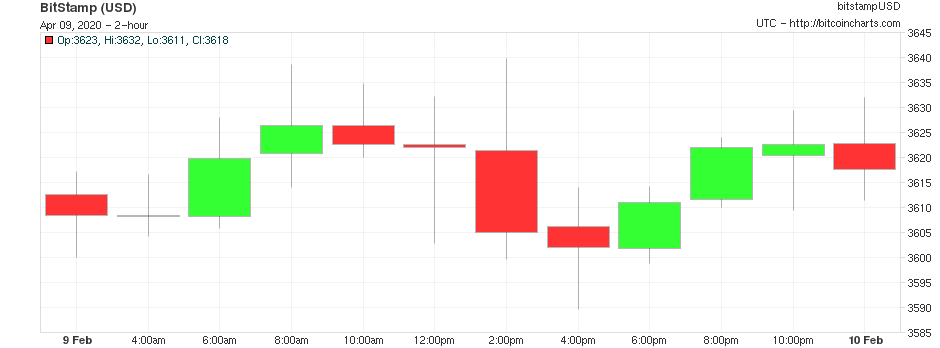 BitStamp (USD)
bitstampUSD
Apr 09, 2020 - 2-hour
UTC - http://bitcoincharts.com
Op:3623, Hi:3632, Lo:3611, Cl:3618
3645
3640
3635
3630
3625
3620
3615
3610
3605
3600
3595
3590
3585
9 Feb 4:00am 6:00am 8:00am 10:00am 12:00pm 2:00pm 4:00pm 6:00pm 8:00pm 10:00pm 10 Feb